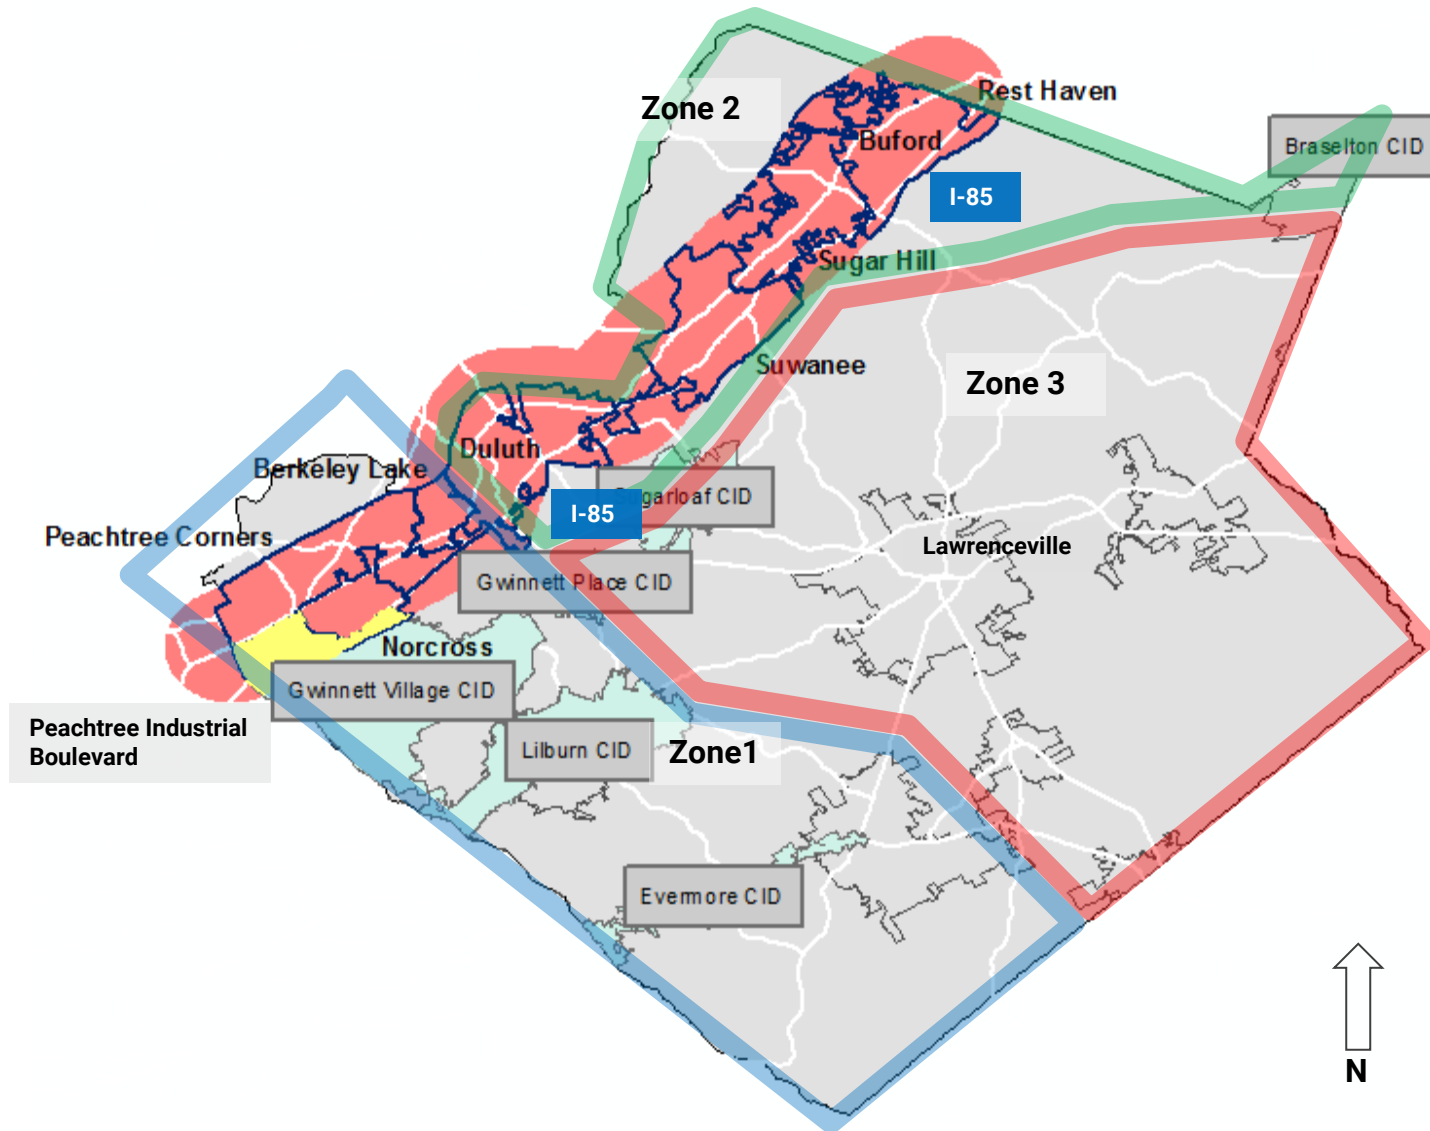 Rest Haven
Zone 2
Buford
Braselton CID
I-85
Sugar Hill
Suwanee
Zone 3
Duluth
Berkeley Lake
Sugarloaf CID
I-85
Peachtree Corners
Lawrenceville
Gwinnett Place CID
Norcross
Gwinnett Village CID
Peachtree Industrial
Boulevard
Lilburn CID
Zone1
Evermore CID
N